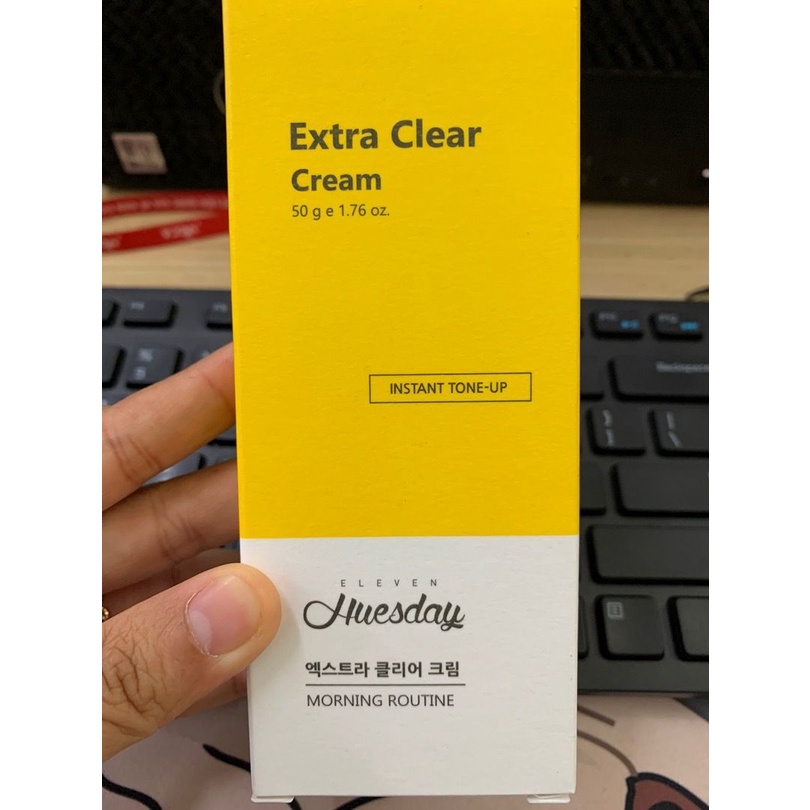 Extra Clear
Cream
50 g e 1.76 oz.
INSTANT TONE-UP
ELEVEN
Huesday
엑스트라 클리어 크림
MORNING ROUTINE
Backspace